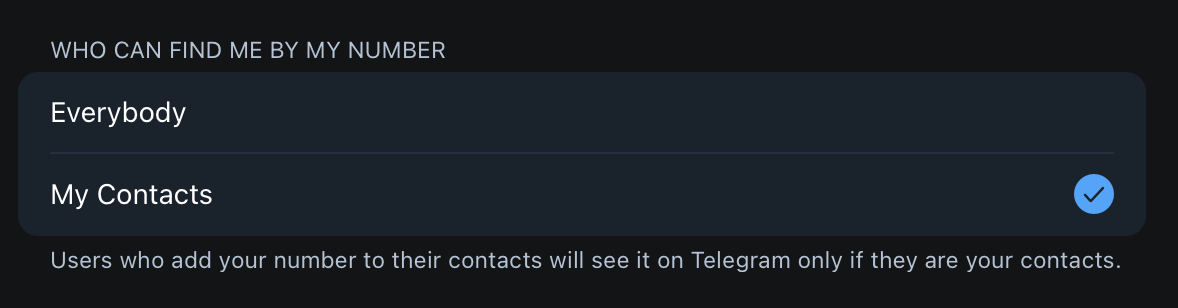 WHO CAN FIND ME BY MY NUMBER
Everybody
My Contacts
Users who add your number to their contacts will see it on Telegram only if they are your contacts.